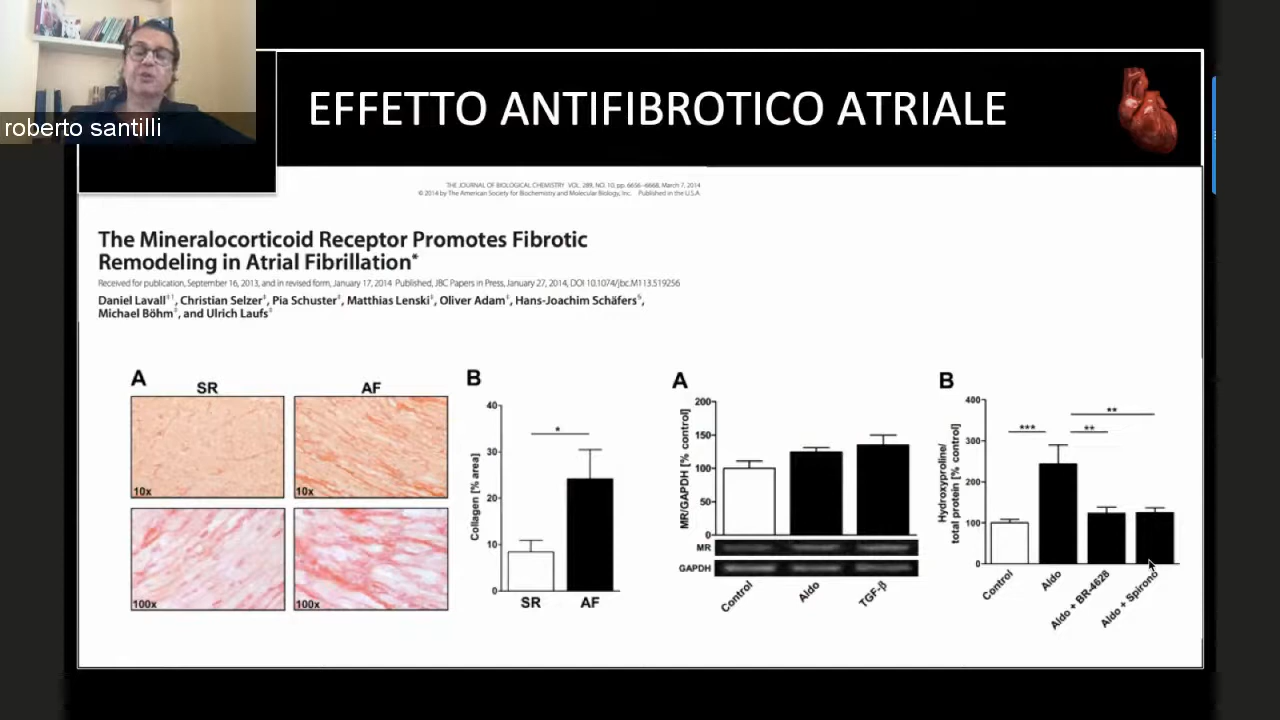 roberto santilli
EFFETTO ANTIFIBROTICO ATRIALE
THE JOURNAL OF BIOLOGICAL CHEMISTRY VOL. 289, NO. 10, pp. 6656–6668, March 7, 2014
© 2014 by The American Society for Biochemistry and Molecular Biology, Inc. Published in the U.S.A.
The Mineralocorticoid Receptor Promotes Fibrotic
Remodeling in Atrial Fibrillation*
Received for publication, September 16, 2013, and in revised form, January 17, 2014 Published, JBC Papers in Press, January 27, 2014, DOI 10.1074/jbc.M113.519256
Daniel Lavall‡1, Christian Selzer‡, Pia Schuster‡, Matthias Lenski‡, Oliver Adam‡, Hans-Joachim Schäfers§,
Michael Böhm‡, and Ulrich Laufs‡
A
SR
AF
10x
10x
100x
100x
B
Collagen [% area]
40
30
20
10
0
*
SR
AF
A
MR/GAPDH [% control]
200
150
100
50
0
MR
GAPDH
Control
Aldo
TGF-β
B
Hydroxyproline/
total protein [% control]
400
300
200
100
0
***
**
**
Control
Aldo
Aldo + BR-4628
Aldo + Spirono